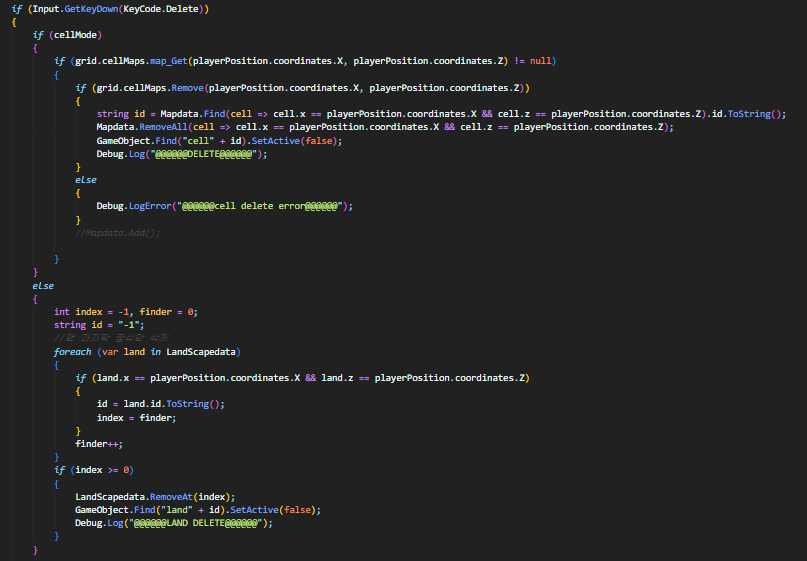 if (Input.GetKeyDown(KeyCode.Delete))
{
if (cellMode)
{
if (grid.cellMaps.map_Get(playerPosition.coordinates.X, playerPosition.coordinates.Z) != null)
{
if (grid.cellMaps.Remove(playerPosition.coordinates.X, playerPosition.coordinates.Z))
{
string id = Mapdata.Find(cell => cell.x == playerPosition.coordinates.X && cell.z == playerPosition.coordinates.Z).id.ToString();
Mapdata.RemoveAll(cell => cell.x == playerPosition.coordinates.X && cell.z == playerPosition.coordinates.Z);
GameObject.Find("cell" + id).SetActive(false);
Debug.Log("@@@@@@DELETE@@@@@@");
}
else
{
Debug.LogError("@@@@@@cell delete error@@@@@@");
}
//Mapdata.Add();
}
}
else
{
int index = -1, finder = 0;
string id = "-1";
//맨 마지막 장식만 삭제
foreach (var land in LandScapedata)
{
if (land.x == playerPosition.coordinates.X && land.z == playerPosition.coordinates.Z)
{
id = land.id.ToString();
index = finder;
}
finder++;
}
if (index >= 0)
{
LandScapedata.RemoveAt(index);
GameObject.Find("land" + id).SetActive(false);
Debug.Log("@@@@@@LAND DELETE@@@@@@");
}
}